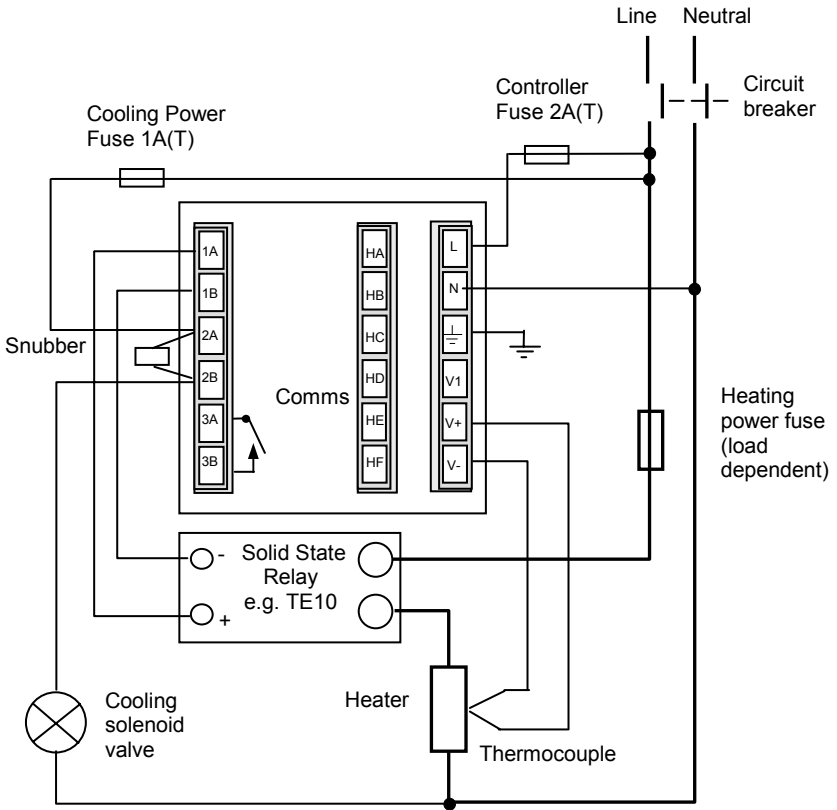 Line Neutral
Circuit
breaker
Controller
Fuse 2A(T)
Cooling Power
Fuse 1A(T)
1A
1B
2A
2B
3A
3B
Snubber
HA
HB
HC
HD
HE
HF
Comms
L
N
V1
V+
V-
Heating
power fuse
(load
dependent)
Solid State
Relay
e.g. TE10
-
+
Cooling
solenoid
valve
Heater
Thermocouple